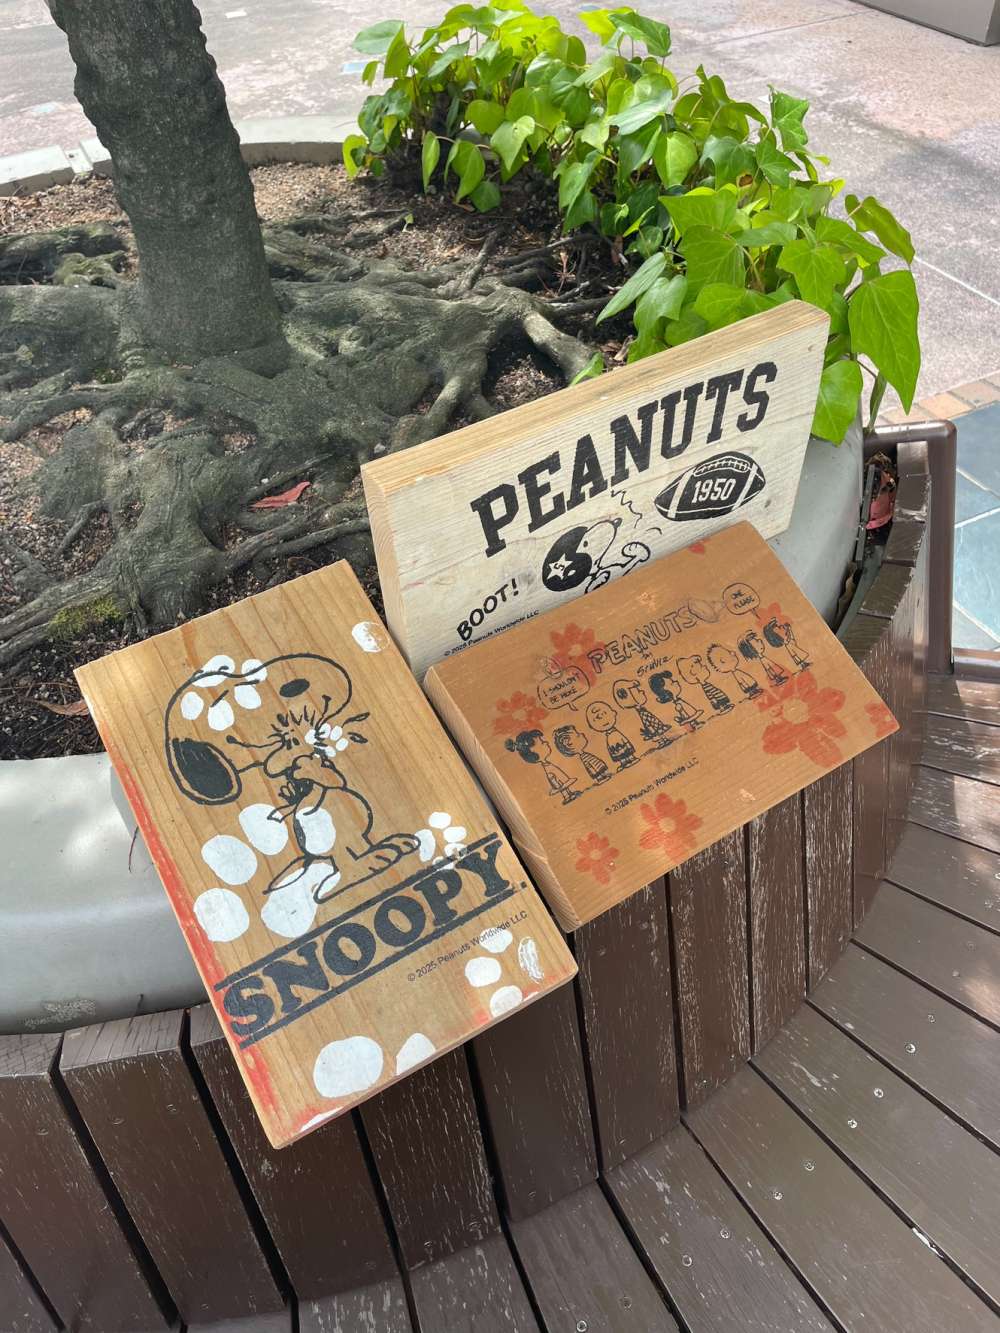 PEANUTS
1950
BOOT!
© 2025 Peanuts Worldwide LLC
PEANUTS
by
SCHULZ
I SHOULDN'T
BE HERE
ONE
PLEASE
© 2025 Peanuts Worldwide LLC
SNOOPY.
© 2025 Peanuts Worldwide LLC